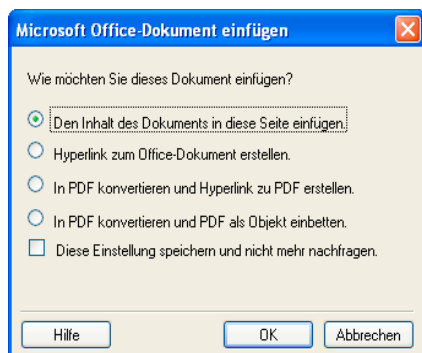 Microsoft Office-Dokument einfügen
Wie möchten Sie dieses Dokument einfügen?
Den Inhalt des Dokuments in diese Seite einfügen.
Hyperlink zum Office-Dokument erstellen.
In PDF konvertieren und Hyperlink zu PDF erstellen.
In PDF konvertieren und PDF als Objekt einbetten.
Diese Einstellung speichern und nicht mehr nachfragen.
Hilfe OK Abbrechen